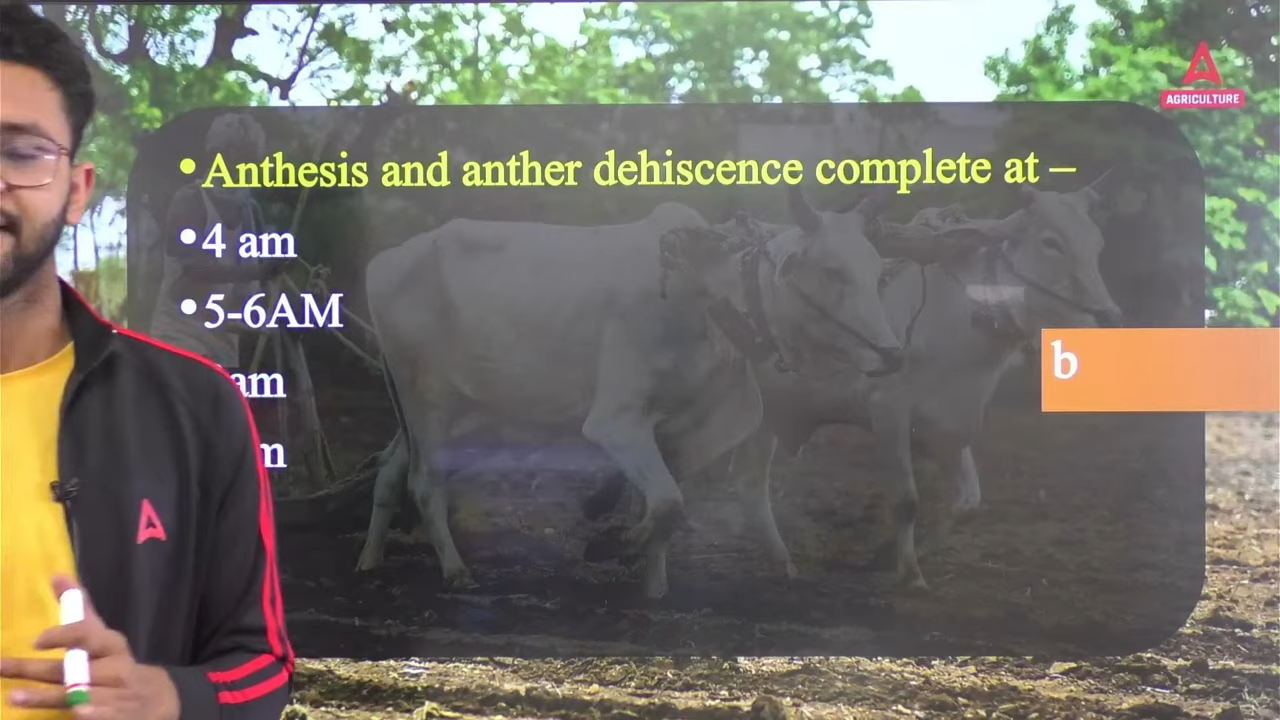 AGRICULTURE
•Anthesis and anther dehiscence complete at –
•4 am
•5-6AM
am
b